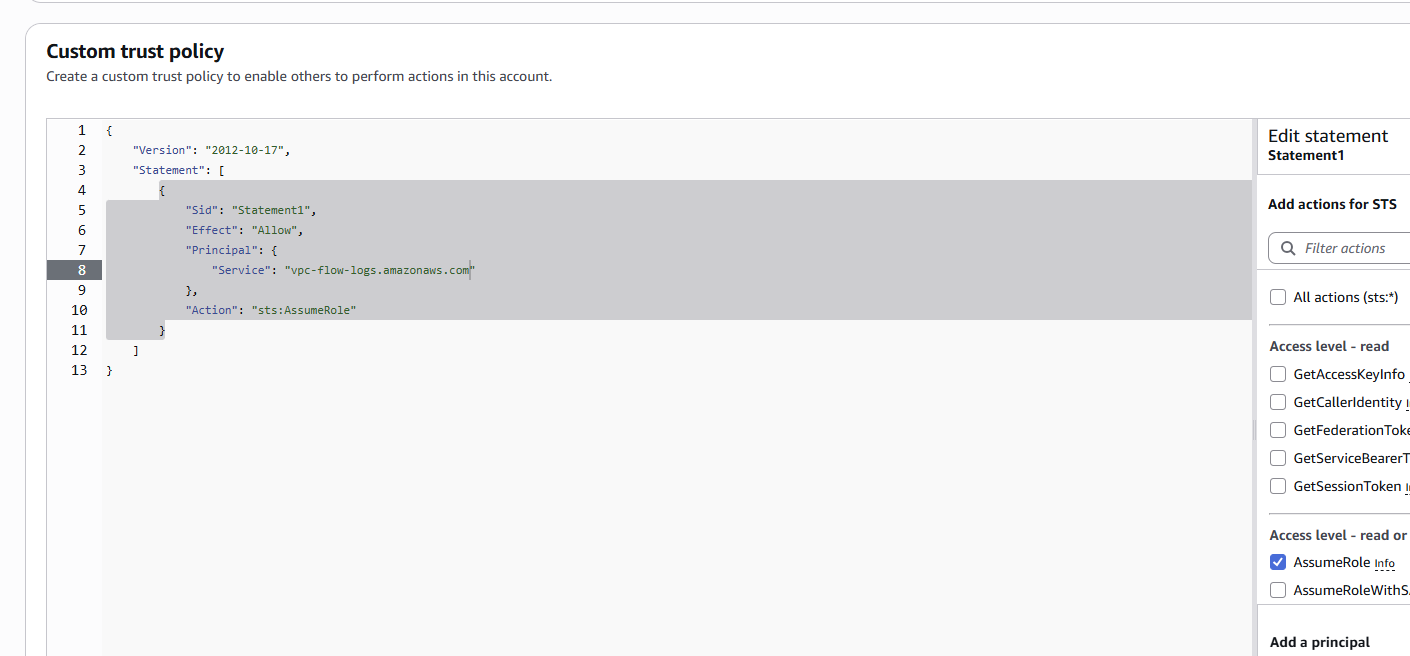 Custom trust policy
Create a custom trust policy to enable others to perform actions in this account.
1 {
2 "Version": "2012-10-17",
3 "Statement": [
4 {
5 "Sid": "Statement1",
6 "Effect": "Allow",
7 "Principal": {
8 "Service": "vpc-flow-logs.amazonaws.com"
9 },
10 "Action": "sts:AssumeRole"
11 }
12 ]
13 }
Edit statement
Statement1
Add actions for STS
Filter actions
All actions (sts:*)
Access level - read
GetAccessKeyInfo
GetCallerIdentity
GetFederationToke
GetServiceBearerT
GetSessionToken
Access level - read or
AssumeRole Info
AssumeRoleWithS
Add a principal